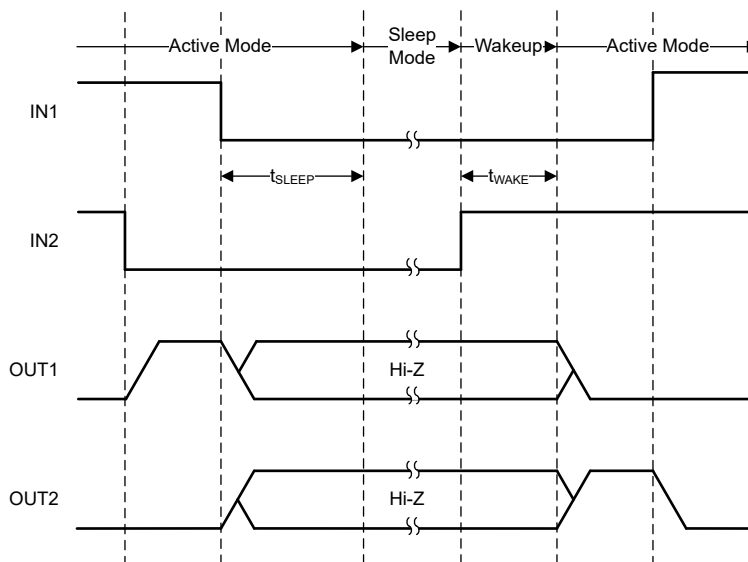 Active Mode
Sleep
Mode
Wakeup
Active Mode
IN1
tSLEEP
tWAKE
IN2
OUT1
Hi-Z
OUT2
Hi-Z